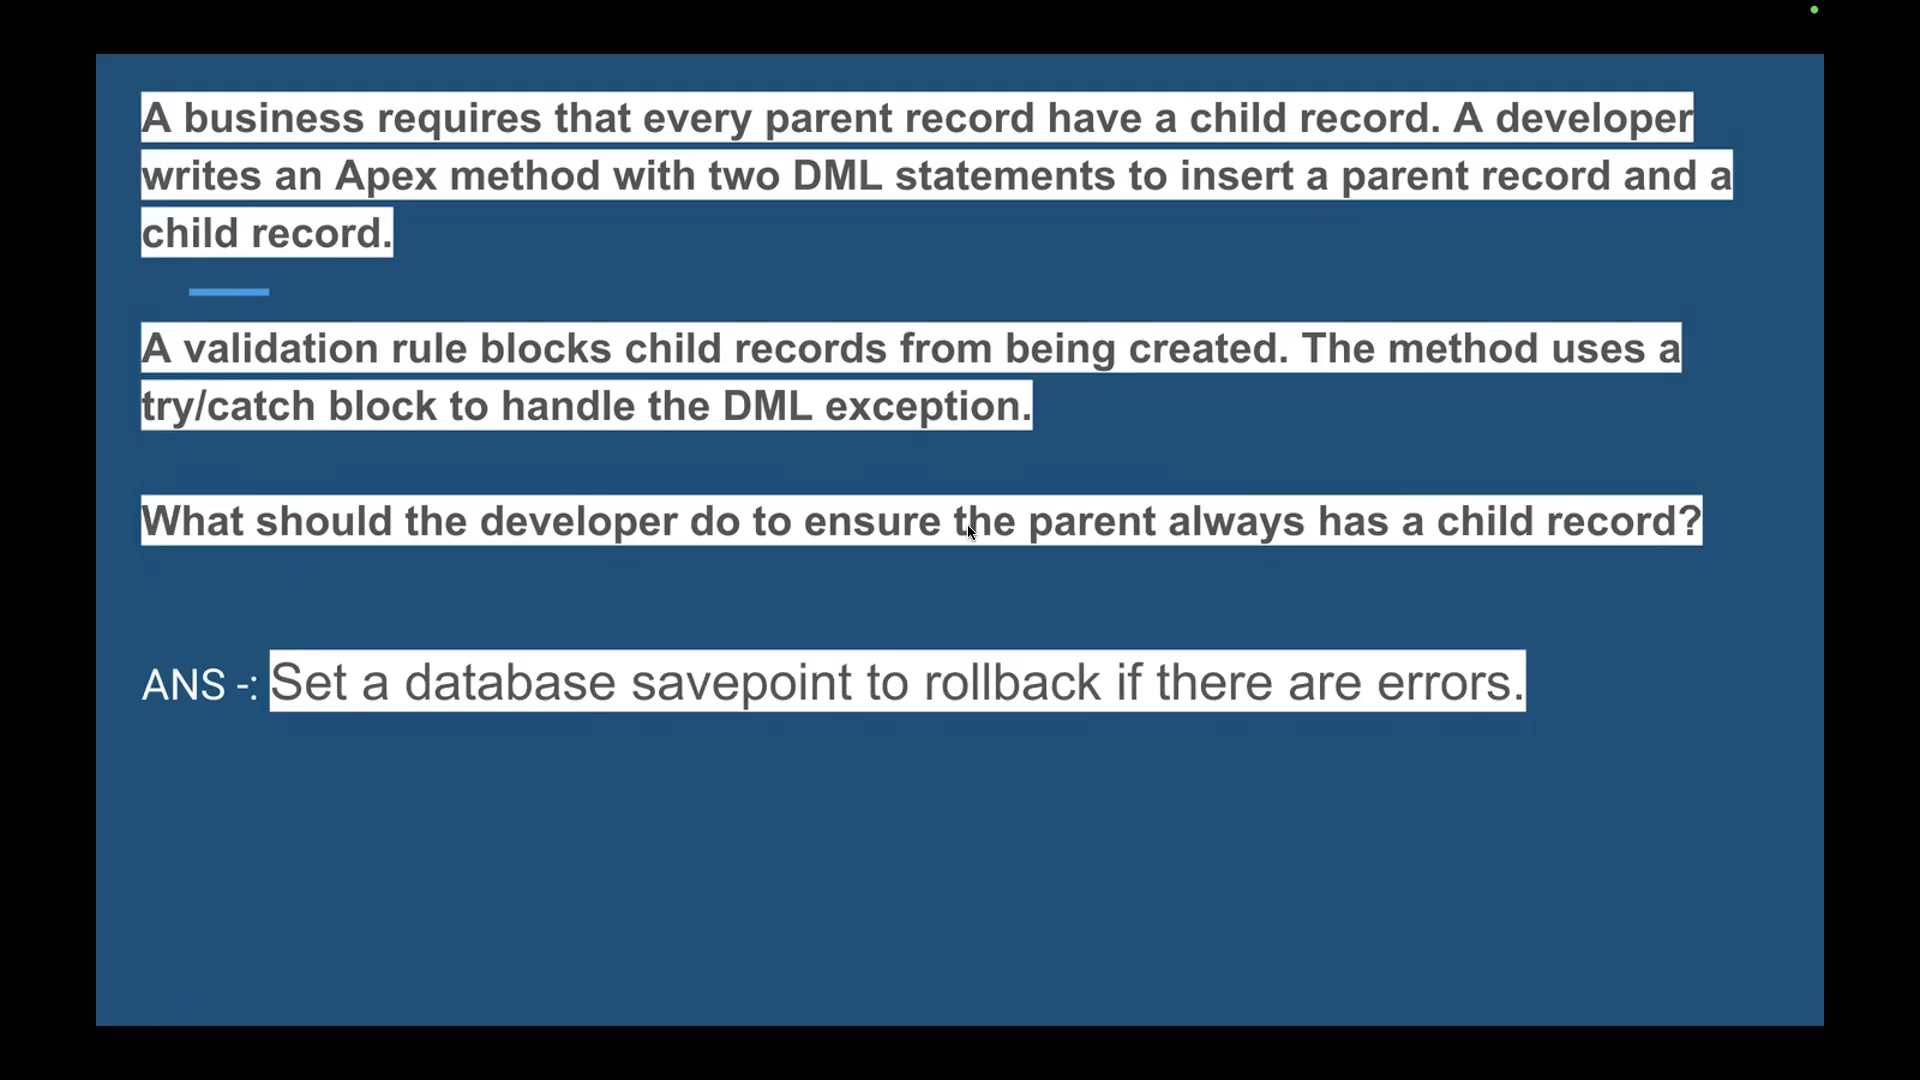 A business requires that every parent record have a child record. A developer
writes an Apex method with two DML statements to insert a parent record and a
child record.
A validation rule blocks child records from being created. The method uses a
try/catch block to handle the DML exception.
What should the developer do to ensure the parent always has a child record?
ANS -: Set a database savepoint to rollback if there are errors.